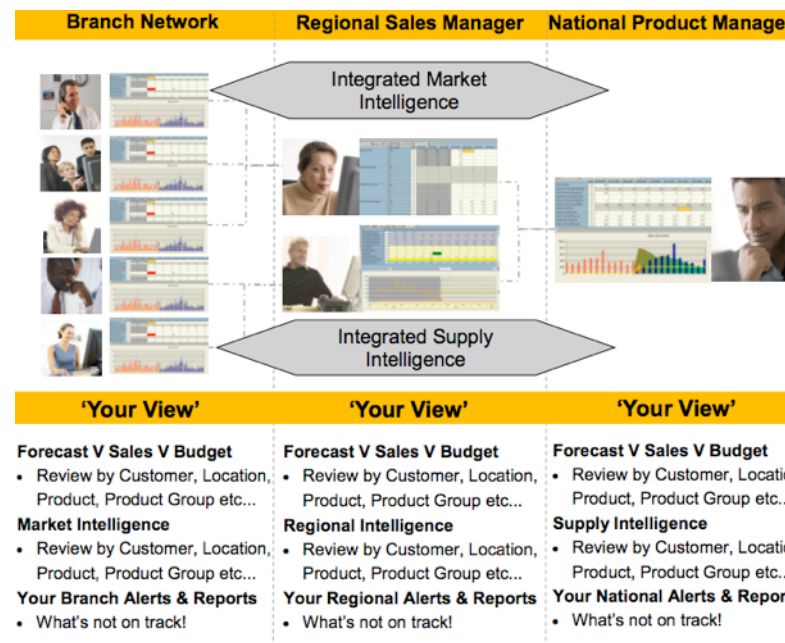 Branch Network
Regional Sales Manager
National Product Manage
Integrated Market
Intelligence
Integrated Supply
Intelligence
'Your View'
'Your View'
'Your View'
Forecast V Sales V Budget
• Review by Customer, Location,
Product, Product Group etc...
Market Intelligence
• Review by Customer, Location,
Product, Product Group etc...
Your Branch Alerts & Reports
• What's not on track!
Forecast V Sales V Budget
• Review by Customer, Location,
Product, Product Group etc...
Regional Intelligence
• Review by Customer, Location,
Product, Product Group etc...
Your Regional Alerts & Reports
• What's not on track!
Forecast V Sales V Budget
• Review by Customer, Locatio
Product, Product Group etc..
Supply Intelligence
• Review by Customer, Locatio
Product, Product Group etc..
Your National Alerts & Repor
• What's not on track!